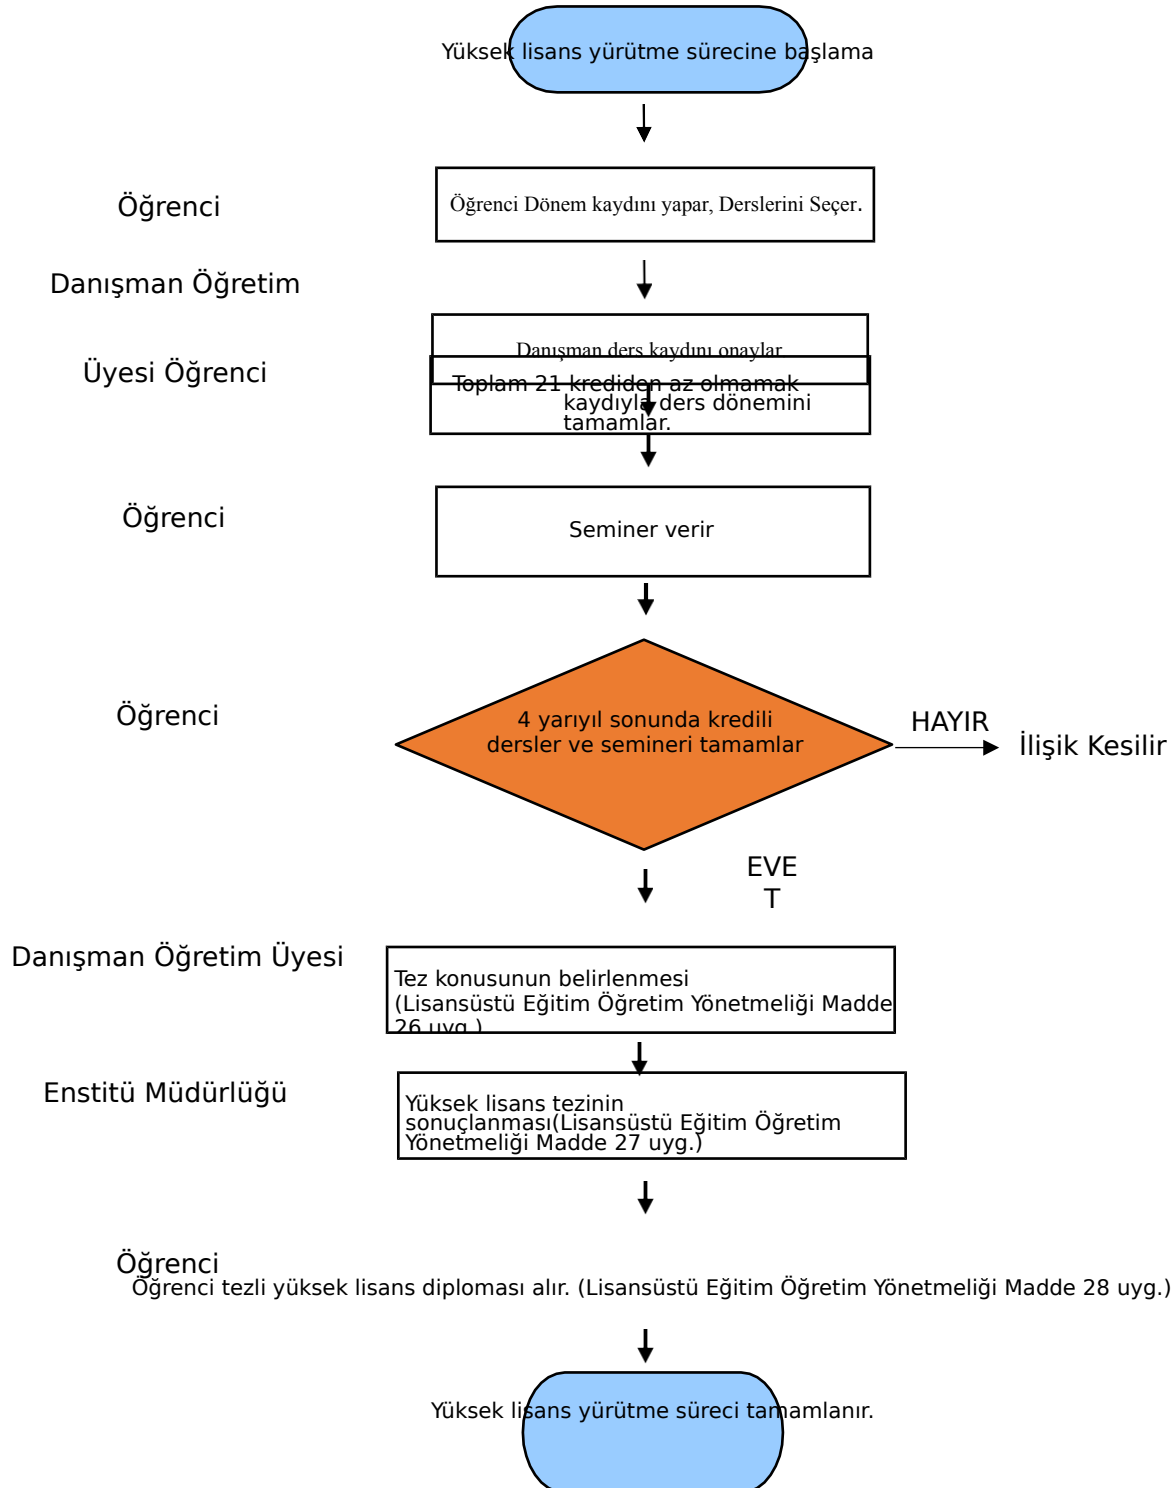 Yüksek lisans yürütme sürecine başlama
Öğrenci
Öğrenci Dönem kaydını yapar, Derslerini Seçer.
Danışman Öğretim
Danışman ders kaydını onaylar
Üyesi Öğrenci
Toplam 21 krediden az olmamak
kaydıyla ders dönemini
tamamlar.
Öğrenci
Seminer verir
Öğrenci
4 yarıyıl sonunda kredili
dersler ve semineri tamamlar
HAYIR
İlişik Kesilir
EVE
T
Danışman Öğretim Üyesi
Tez konusunun belirlenmesi
(Lisansüstü Eğitim Öğretim Yönetmeliği Madde
26 uyg.)
Enstitü Müdürlüğü
Yüksek lisans tezinin
sonuçlanması(Lisansüstü Eğitim Öğretim
Yönetmeliği Madde 27 uyg.)
Öğrenci
Öğrenci tezli yüksek lisans diploması alır. (Lisansüstü Eğitim Öğretim Yönetmeliği Madde 28 uyg.)
Yüksek lisans yürütme süreci tamamlanır.